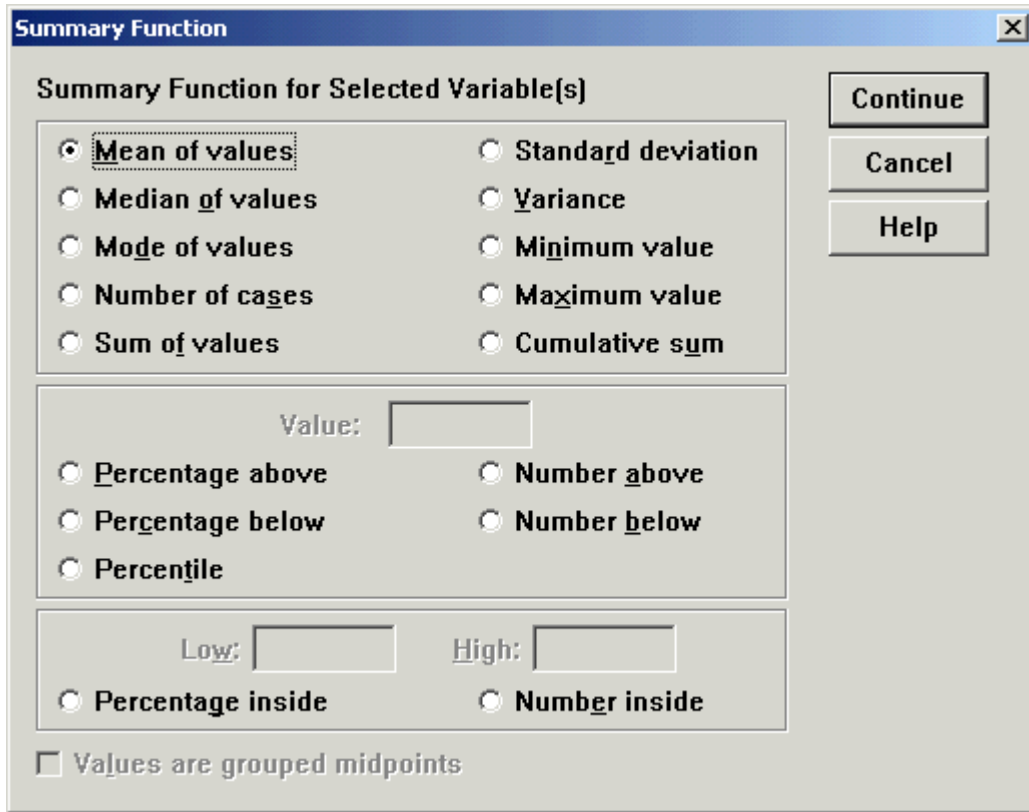 Summary Function
Summary Function for Selected Variable(s)
Mean of values
Standard deviation
Median of values
Variance
Mode of values
Minimum value
Number of cases
Maximum value
Sum of values
Cumulative sum
Value:
Percentage above
Number above
Percentage below
Number below
Percentile
Low:
High:
Percentage inside
Number inside
Values are grouped midpoints
Continue
Cancel
Help